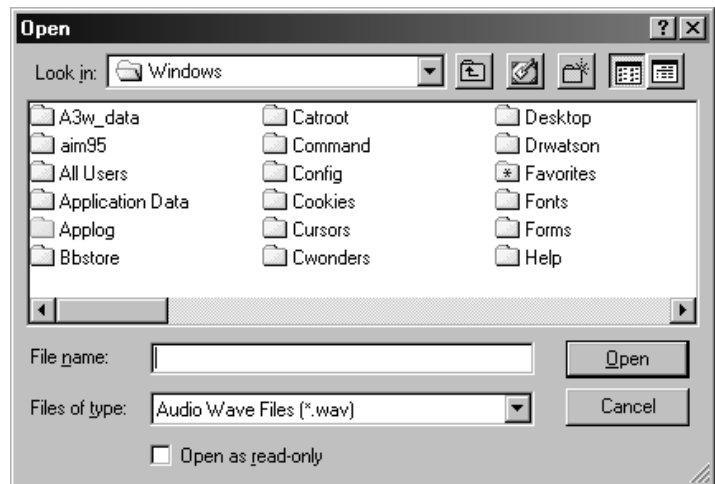 Open
Look in: Windows
A3w_data Catroot Desktop
aim95 Command Drwatson
All Users Config Favorites
Application Data Cookies Fonts
Applog Cursors Forms
Bbstore Cwonders Help
File name: Open
Files of type: Audio Wave Files (*.wav) Cancel
Open as read-only